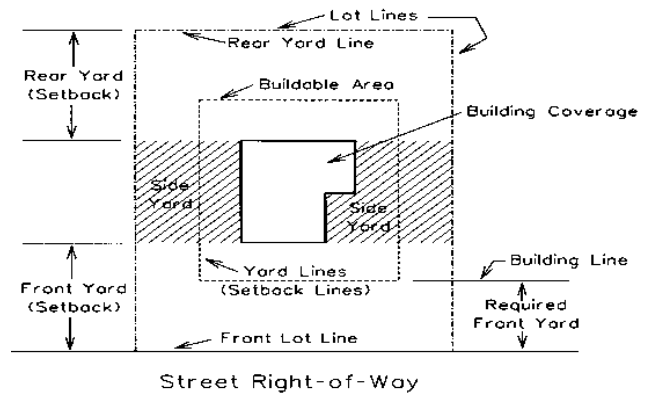 Lot Lines
Rear Yard Line
Rear Yard
(Setback)
Buildable Area
Building Coverage
Side
Yard
Side
Yard
Building Line
Yard Lines
(Setback Lines)
Front Yard
(Setback)
Required
Front Yard
Front Lot Line
Street Right-of-Way